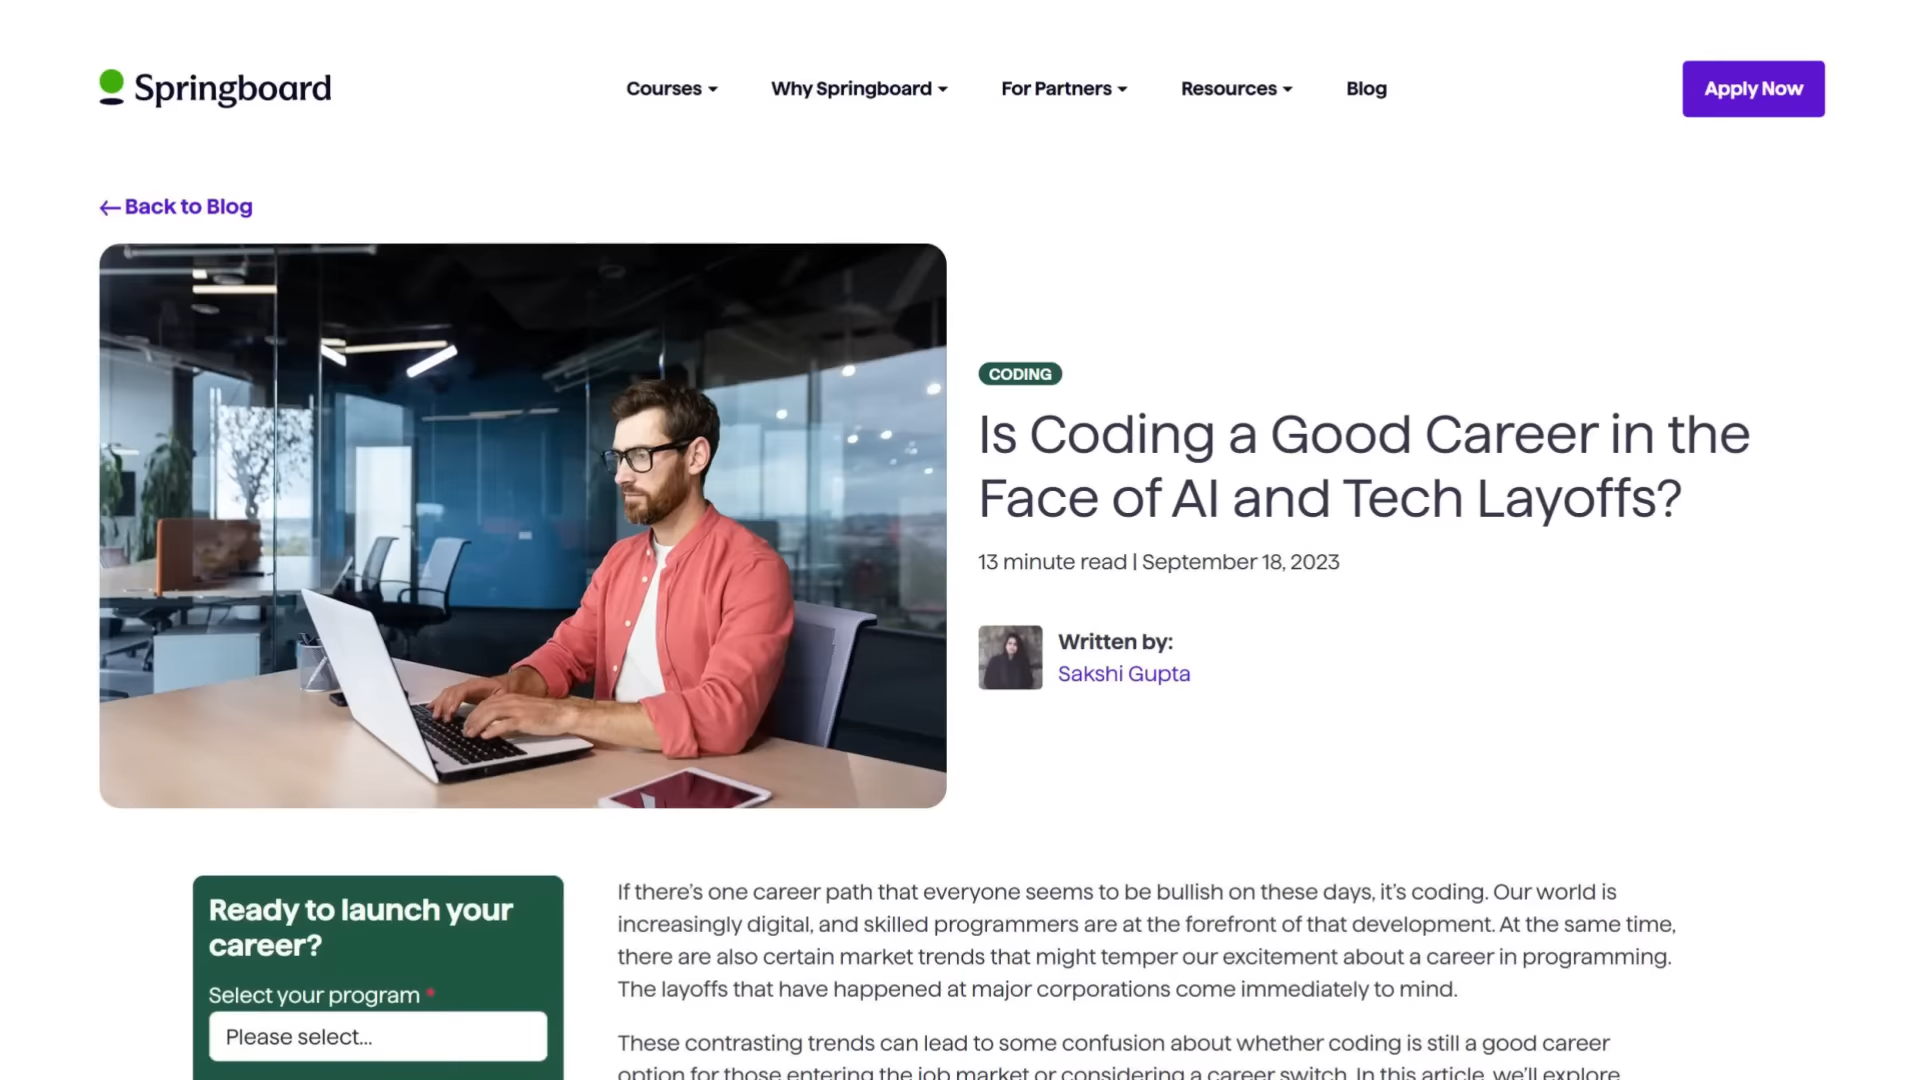 Springboard
Courses
Why Springboard
For Partners
Resources
Blog
Apply Now
Back to Blog
CODING
Is Coding a Good Career in the
Face of AI and Tech Layoffs?
13 minute read | September 18, 2023
Written by:
Sakshi Gupta
Ready to launch your
career?
Select your program *
Please select...
If there's one career path that everyone seems to be bullish on these days, it's coding. Our world is
increasingly digital, and skilled programmers are at the forefront of that development. At the same time,
there are also certain market trends that might temper our excitement about a career in programming.
The layoffs that have happened at major corporations come immediately to mind.
These contrasting trends can lead to some confusion about whether coding is still a good career
option for those entering the job market or considering a career switch. In this article, we'll explore